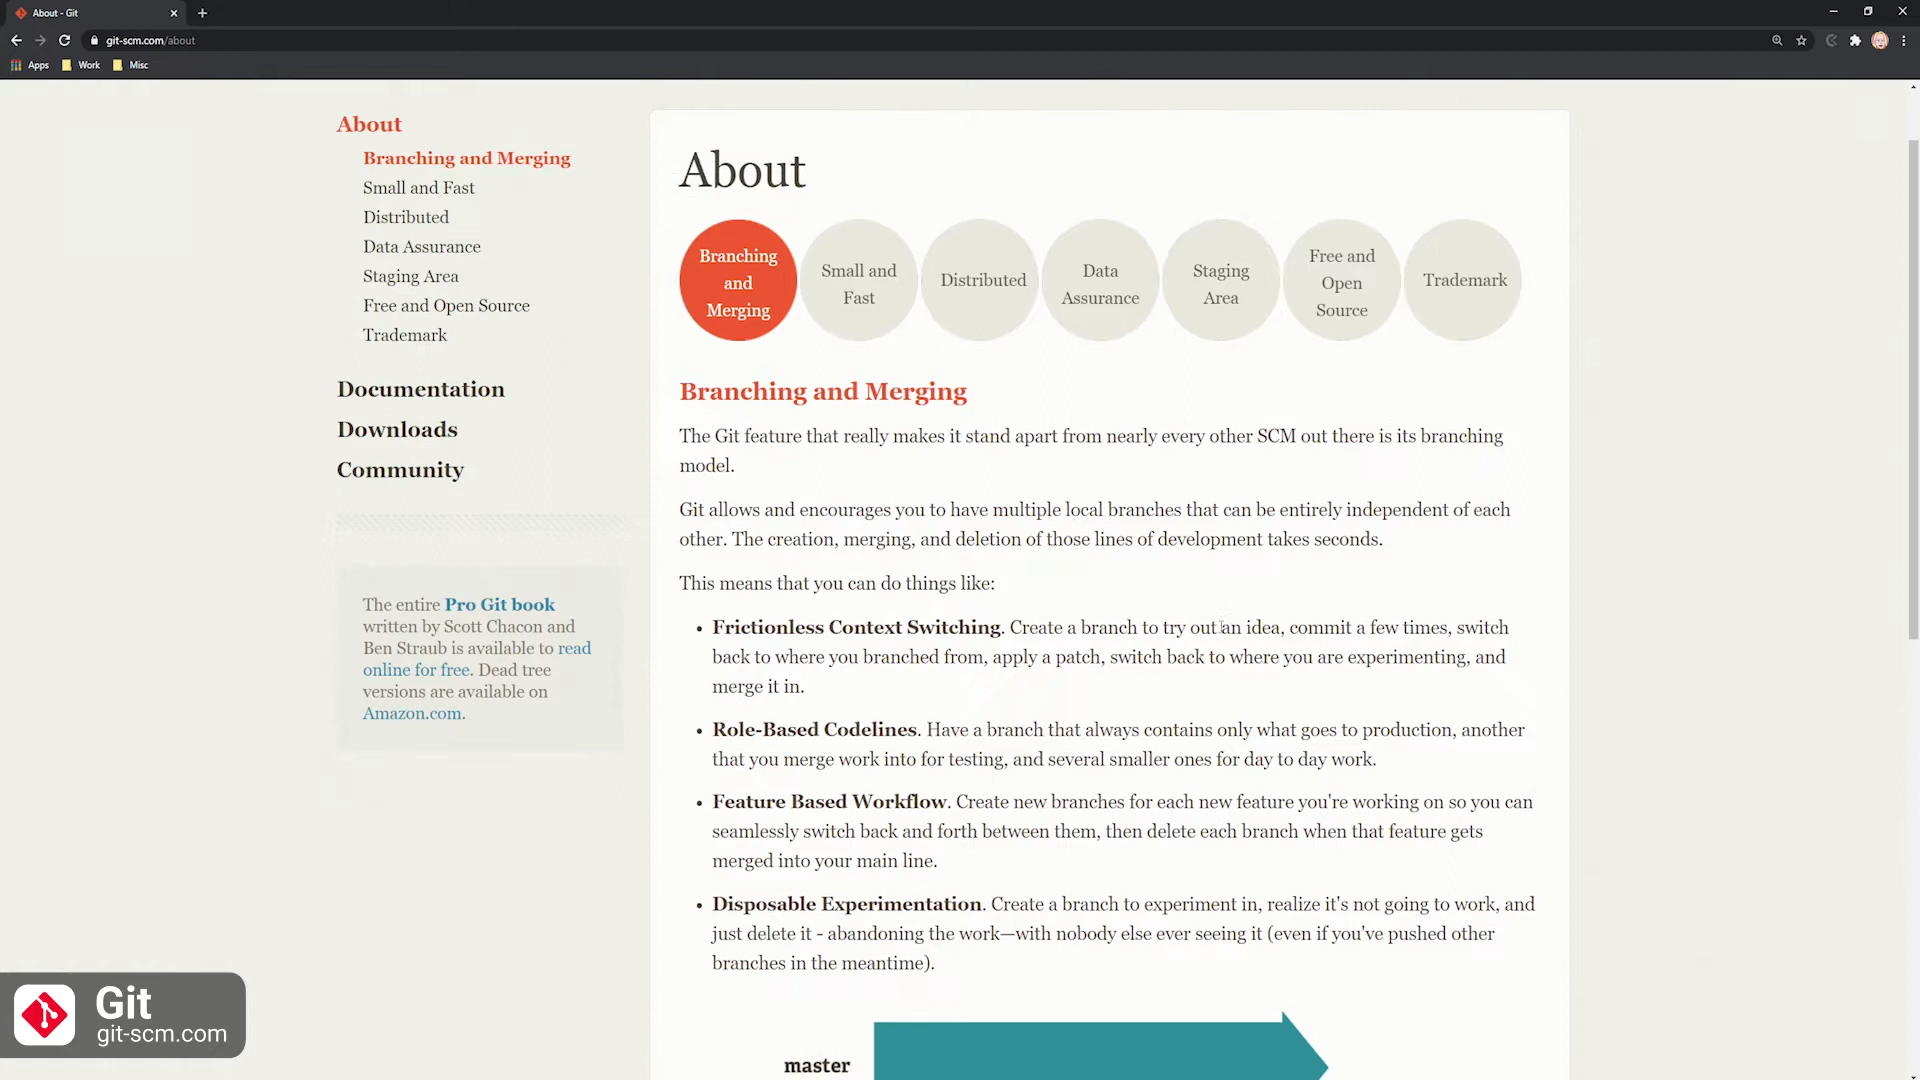 About - Git
git-scm.com/about
Apps
Work
Misc
About
Branching and Merging
Small and Fast
Distributed
Data Assurance
Staging Area
Free and Open Source
Trademark
Documentation
Downloads
Community
The entire Pro Git book
written by Scott Chacon and
Ben Straub is available to read
online for free. Dead tree
versions are available on
Amazon.com.
About
Branching
and
Merging
Small and
Fast
Distributed
Data
Assurance
Staging
Area
Free and
Open
Source
Trademark
Branching and Merging
The Git feature that really makes it stand apart from nearly every other SCM out there is its branching
model.
Git allows and encourages you to have multiple local branches that can be entirely independent of each
other. The creation, merging, and deletion of those lines of development takes seconds.
This means that you can do things like:
• Frictionless Context Switching. Create a branch to try out an idea, commit a few times, switch
back to where you branched from, apply a patch, switch back to where you are experimenting, and
merge it in.
• Role-Based Codelines. Have a branch that always contains only what goes to production, another
that you merge work into for testing, and several smaller ones for day to day work.
• Feature Based Workflow. Create new branches for each new feature you're working on so you can
seamlessly switch back and forth between them, then delete each branch when that feature gets
merged into your main line.
• Disposable Experimentation. Create a branch to experiment in, realize it's not going to work, and
just delete it - abandoning the work—with nobody else ever seeing it (even if you've pushed other
branches in the meantime).
master
Git
git-scm.com